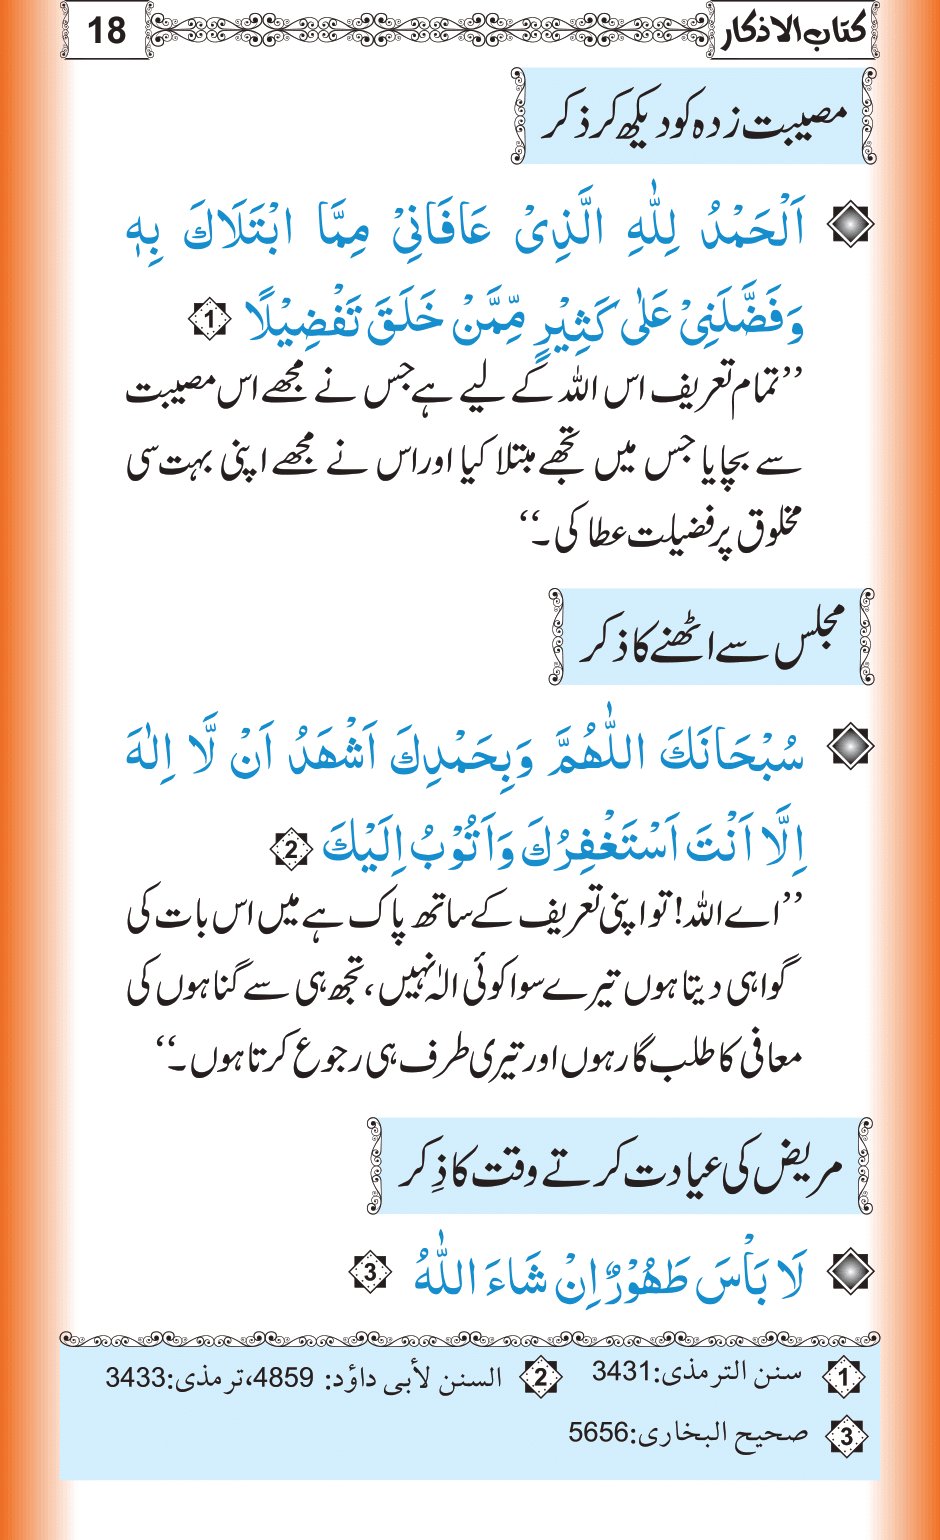 کتاب الاذکار 18
مصیبت زدہ کو دیکھ کر ذکر
اَلْحَمْدُ لِلّٰهِ الَّذِیْ عَافَانِیْ مِمَّا ابْتَلَاكَ بِهٖ
وَفَضَّلَنِیْ عَلٰی كَثِیْرٍ مِّمَّنْ خَلَقَ تَفْضِیْلًا 1
’’تمام تعریف اس اللہ کے لیے ہے جس نے مجھے اس مصیبت
سے بچایا جس میں تجھے مبتلا کیا اور اس نے مجھے اپنی بہت سی
مخلوق پر فضیلت عطا کی۔‘‘
مجلس سے اٹھنے کا ذکر
سُبْحَانَكَ اللّٰهُمَّ وَبِحَمْدِكَ اَشْهَدُ اَنْ لَّا اِلٰهَ
اِلَّا اَنْتَ اَسْتَغْفِرُكَ وَاَتُوْبُ اِلَیْكَ 2
’’اے اللہ! تو اپنی تعریف کے ساتھ پاک ہے میں اس بات کی
گواہی دیتا ہوں تیرے سوا کوئی الٰہ نہیں، تجھ ہی سے گناہوں کی
معافی کا طلب گار ہوں اور تیری طرف ہی رجوع کرتا ہوں۔‘‘
مریض کی عیادت کرتے وقت کا ذِکر
لَا بَأْسَ طَهُوْرٌ اِنْ شَاءَ اللّٰهُ 3
1 سنن الترمذی:3431 2 السنن لأبی داؤد: 4859،ترمذی:3433
3 صحیح البخاری:5656